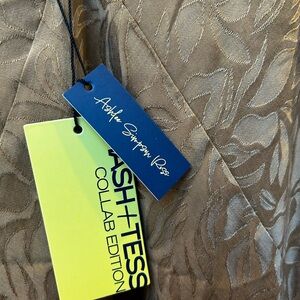 Ashlee Simpson Ross
ASH+TESS
COLLAB EDITION